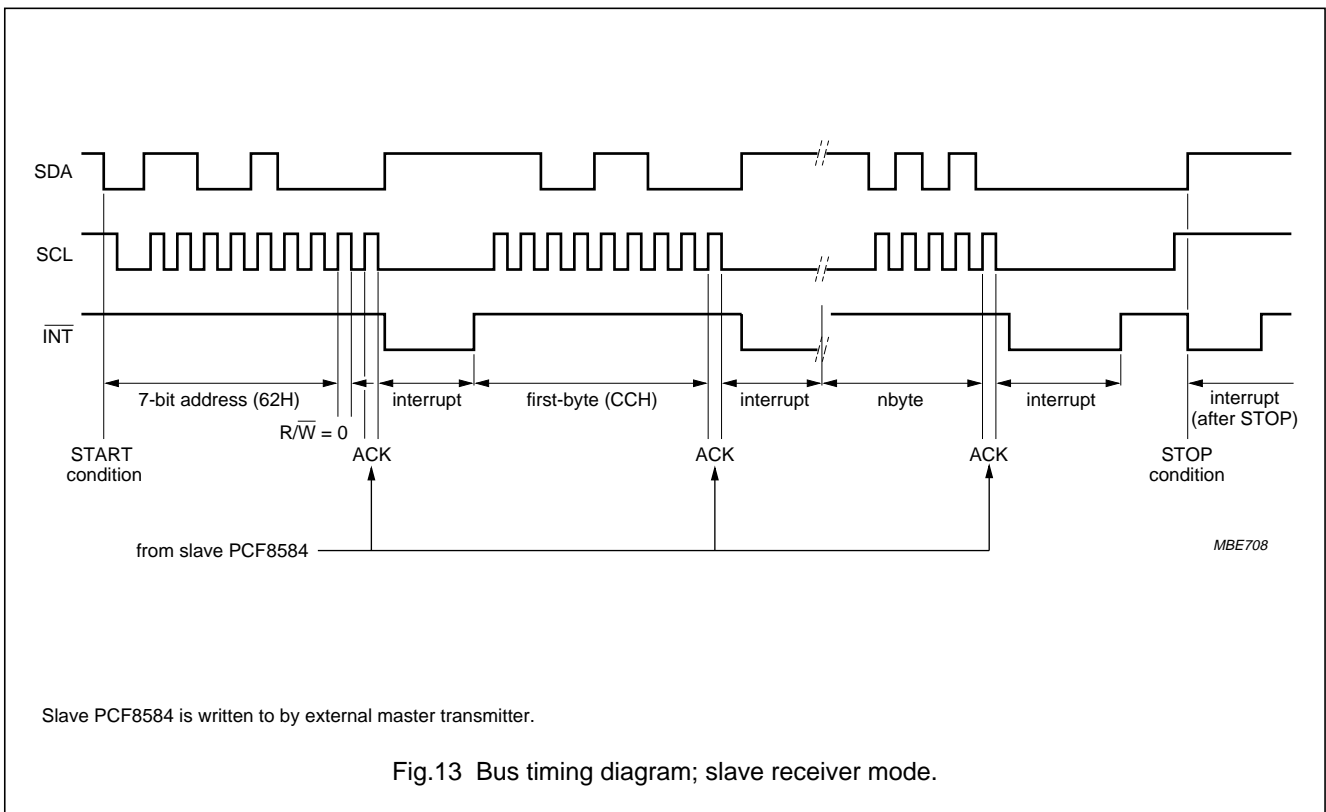 SDA
SCL
INT
7-bit address (62H)
interrupt
first-byte (CCH)
interrupt
nbyte
interrupt
interrupt
(after STOP)
R/W = 0
START
condition
ACK
ACK
ACK
STOP
condition
from slave PCF8584
MBE708
Slave PCF8584 is written to by external master transmitter.
Fig.13 Bus timing diagram; slave receiver mode.